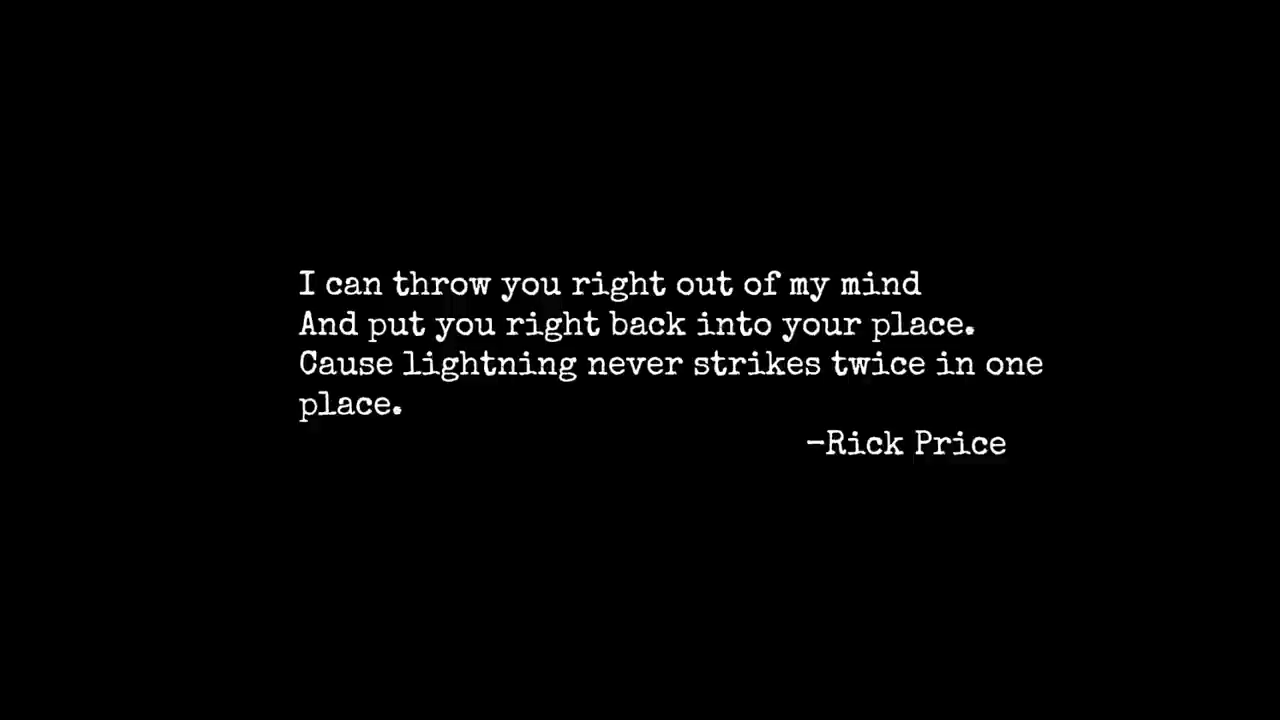 I can throw you right out of my mind
And put you right back into your place.
Cause lightning never strikes twice in one
place.
-Rick Price